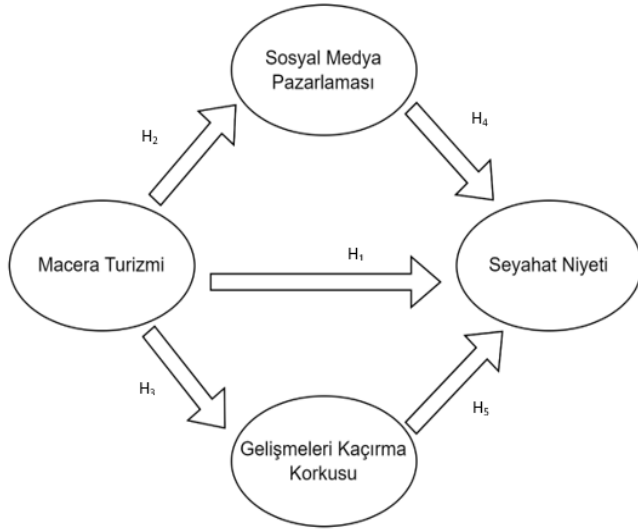 Sosyal Medya
Pazarlaması
H₂
H₄
Macera Turizmi
H₁
Seyahat Niyeti
H₃
H₅
Gelişmeleri Kaçırma
Korkusu